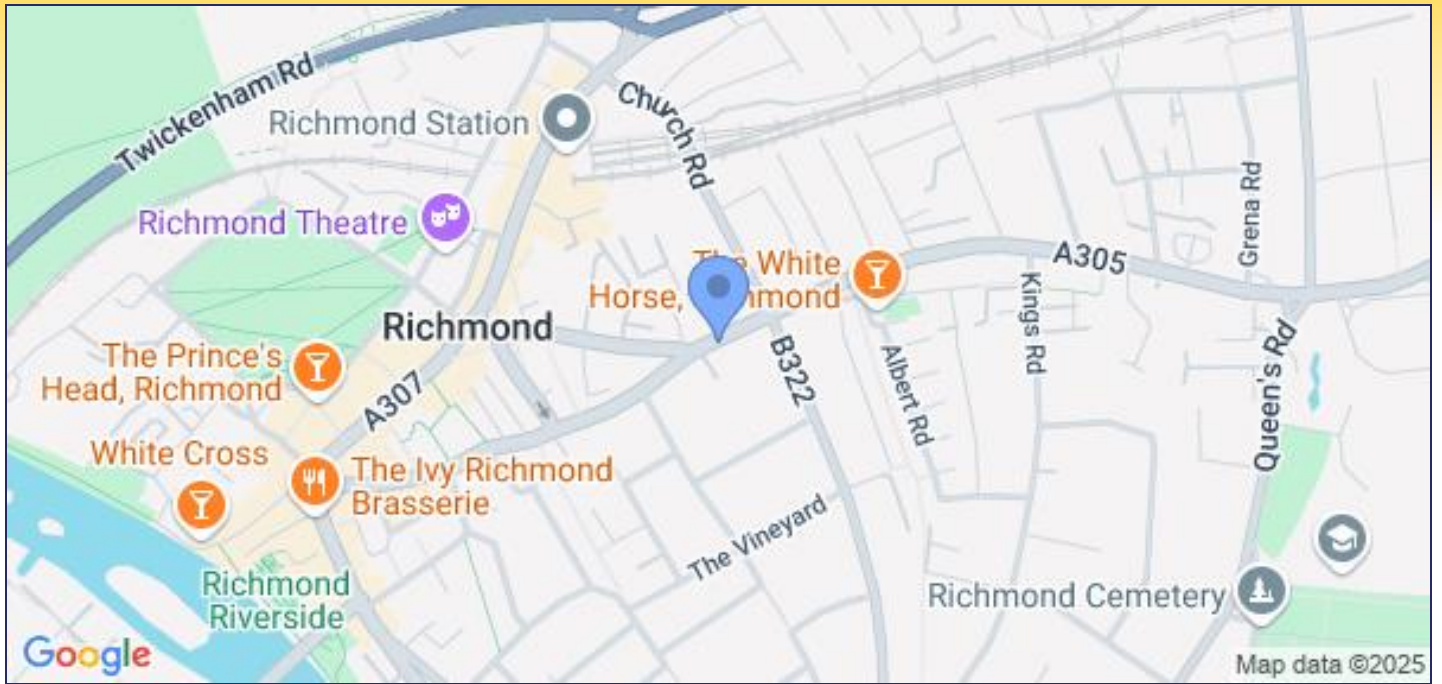 Twickenham Rd
Richmond Station
Church Rd
Richmond Theatre
The White
Horse,
A305
Grena Rd
Kings Rd
Richmond
The Prince's
Head, Richmond
A307
B322
Albert Rd
Queen's Rd
White Cross
The Ivy Richmond
Brasserie
The Vineyard
Richmond
Riverside
Richmond Cemetery
Google
Map data ©2025